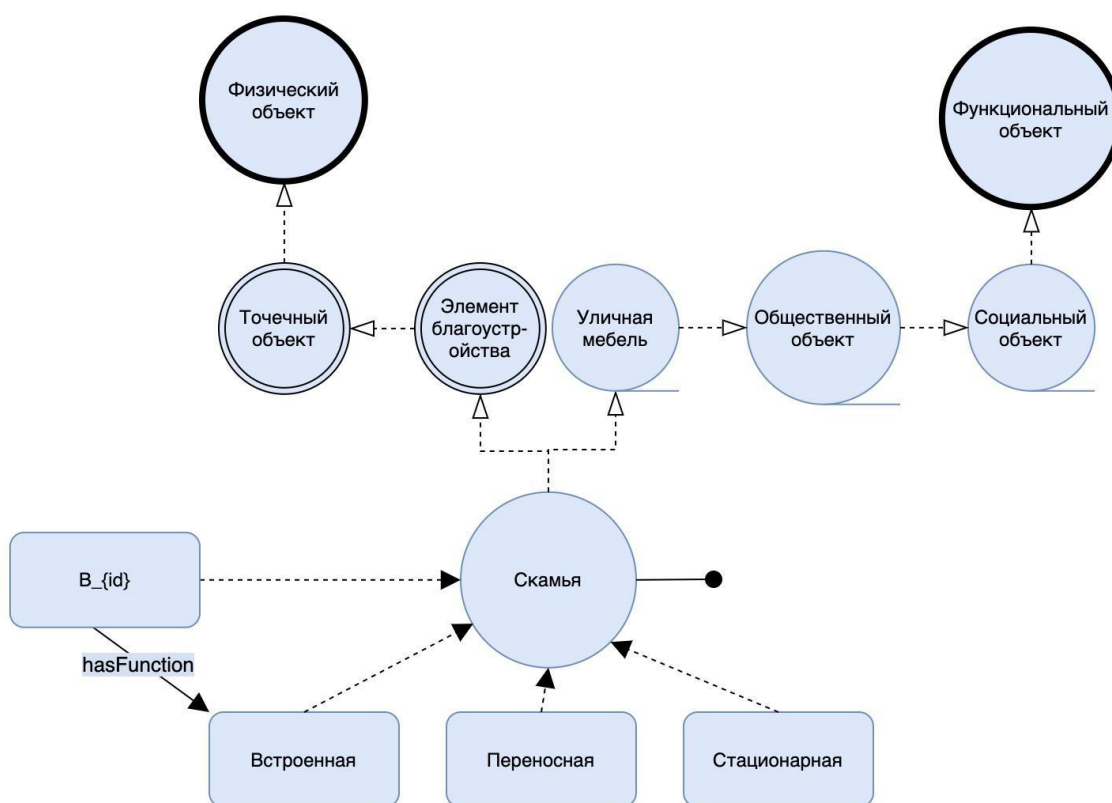 Физический
объект
Функциональный
объект
Точечный
объект
Элемент
благоустр-
ойства
Уличная
мебель
Общественный
объект
Социальный
объект
B_{id}
Скамья
hasFunction
Встроенная
Переносная
Стационарная